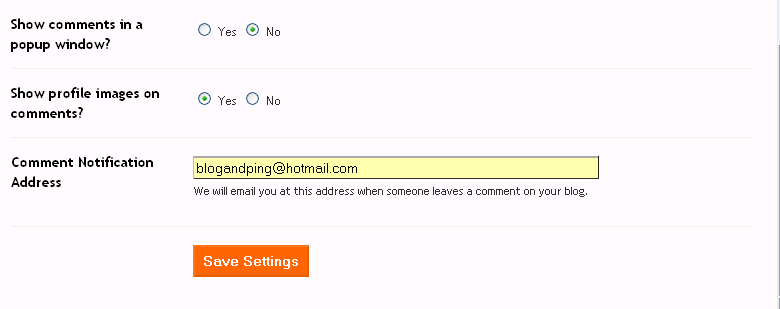 Show comments in a popup window?
Yes No
Show profile images on comments?
Yes No
Comment Notification Address
blogandping@hotmail.com
We will email you at this address when someone leaves a comment on your blog.
Save Settings